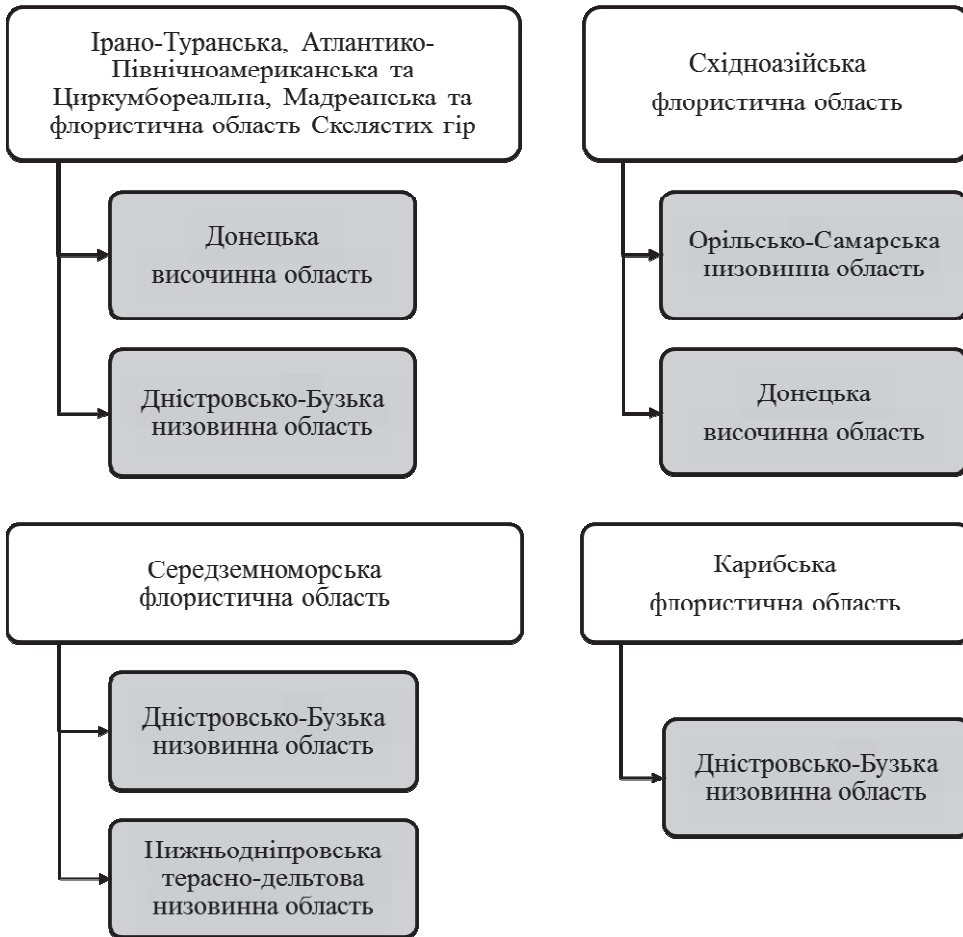 Ірано-Туранська, Атлантико-
Північноамериканська та
Циркумбореальна, Мадреанська та
флористична область Скелястих гір
Донецька
височинна область
Дністровсько-Бузька
низовинна область
Східноазійська
флористична область
Орільсько-Самарська
низовинна область
Донецька
височинна область
Середземноморська
флористична область
Дністровсько-Бузька
низовинна область
Нижньодніпровська
терасно-дельтова
низовинна область
Карибська
флористична область
Дністровсько-Бузька
низовинна область